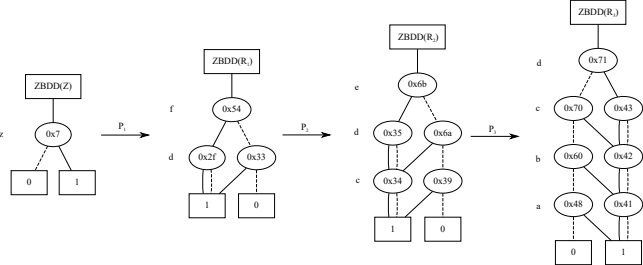 ZBDD(Z)
z
0x7
0
1
P₁
ZBDD(R₁)
f
0x54
d
0x2f
0x33
1
0
P₂
ZBDD(R₂)
e
0x6b
d
0x35
0x6a
c
0x34
0x39
1
0
P₃
ZBDD(R₃)
d
0x71
c
0x70
0x43
b
0x60
0x42
a
0x48
0x41
0
1